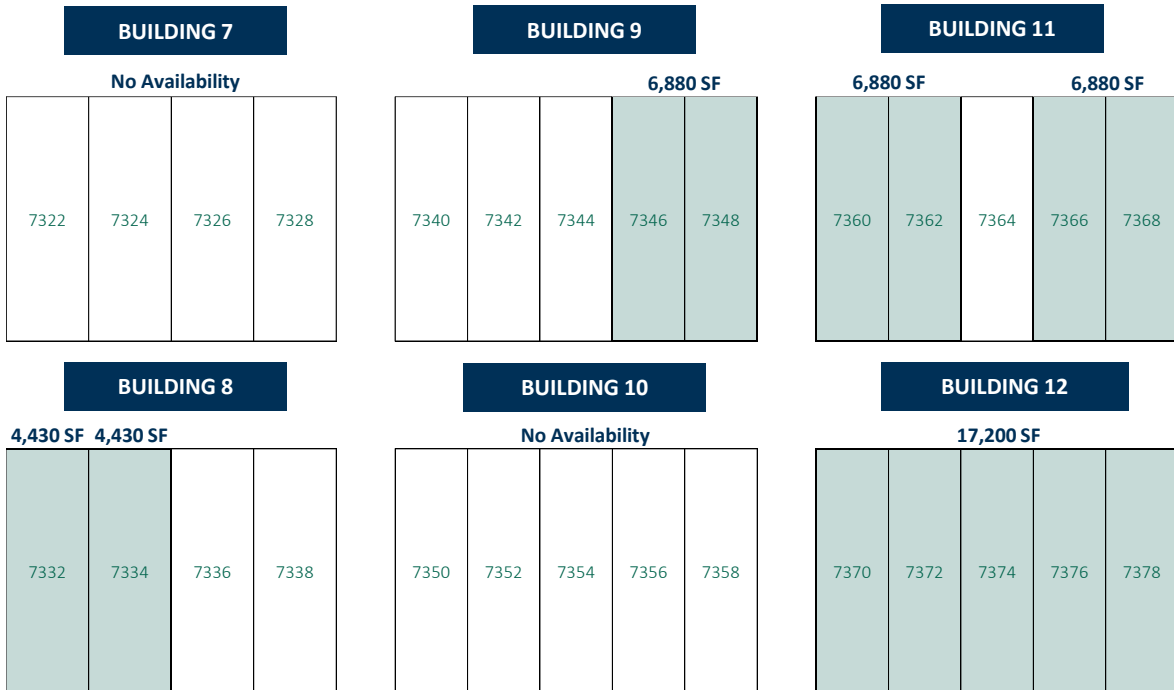 BUILDING 7
No Availability
7322 7324 7326 7328
BUILDING 9
6,880 SF
7340 7342 7344 7346 7348
BUILDING 11
6,880 SF 6,880 SF
7360 7362 7364 7366 7368
BUILDING 8
4,430 SF 4,430 SF
7332 7334 7336 7338
BUILDING 10
No Availability
7350 7352 7354 7356 7358
BUILDING 12
17,200 SF
7370 7372 7374 7376 7378